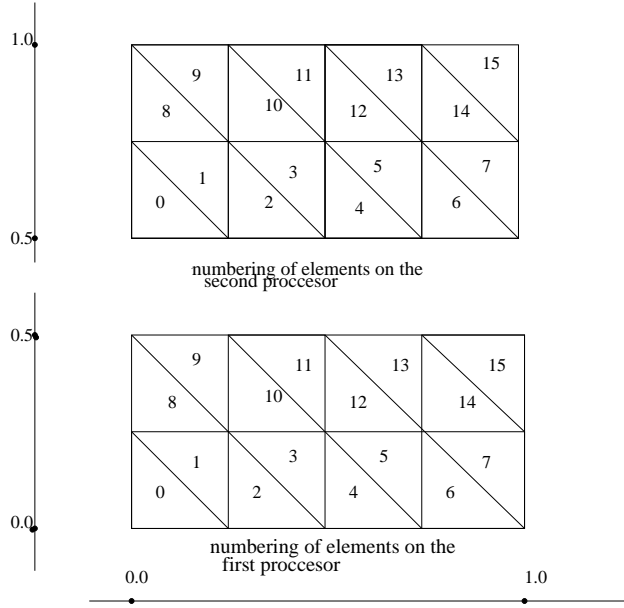 1.0
9 11 13 15
8 10 12 14
1 3 5 7
0 2 4 6
0.5
numbering of elements on the
second proccesor
0.5
9 11 13 15
8 10 12 14
1 3 5 7
0 2 4 6
0.0
numbering of elements on the
first proccesor
0.0 1.0